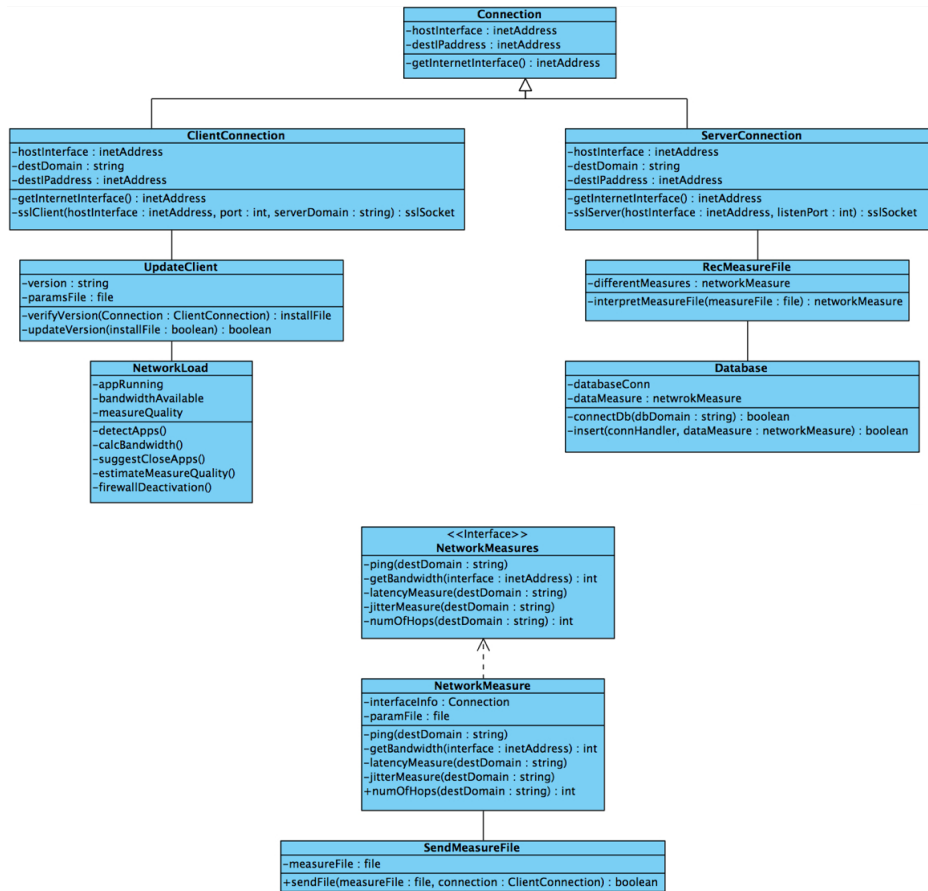 Connection
-hostInterface : inetAddress
-destIPaddress : inetAddress
-getInternetInterface() : inetAddress
ClientConnection
-hostInterface : inetAddress
-destDomain : string
-destIPaddress : inetAddress
-getInternetInterface() : inetAddress
-sslClient(hostInterface : inetAddress, port : int, serverDomain : string) : sslSocket
ServerConnection
-hostInterface : inetAddress
-destDomain : string
-destIPaddress : inetAddress
-getInternetInterface() : inetAddress
-sslServer(hostInterface : inetAddress, listenPort : int) : sslSocket
UpdateClient
-version : string
-paramsFile : file
-verifyVersion(Connection : ClientConnection) : installFile
-updateVersion(installFile : boolean) : boolean
RecMeasureFile
-differentMeasures : networkMeasure
-interpretMeasureFile(measureFile : file) : networkMeasure
NetworkLoad
-appRunning
-bandwidthAvailable
-measureQuality
-detectApps()
-calcBandwidth()
-suggestCloseApps()
-estimateMeasureQuality()
-firewallDeactivation()
Database
-databaseConn
-dataMeasure : netwrokMeasure
-connectDb(dbDomain : string) : boolean
-insert(connHandler, dataMeasure : networkMeasure) : boolean
<<Interface>>
NetworkMeasures
-ping(destDomain : string)
-getBandwidth(interface : inetAddress) : int
-latencyMeasure(destDomain : string)
-jitterMeasure(destDomain : string)
-numOfHops(destDomain : string) : int
NetworkMeasure
-interfaceInfo : Connection
-paramFile : file
-ping(destDomain : string)
-getBandwidth(interface : inetAddress) : int
-latencyMeasure(destDomain : string)
-jitterMeasure(destDomain : string)
+numOfHops(destDomain : string) : int
SendMeasureFile
-measureFile : file
+sendFile(measureFile : file, connection : ClientConnection) : boolean